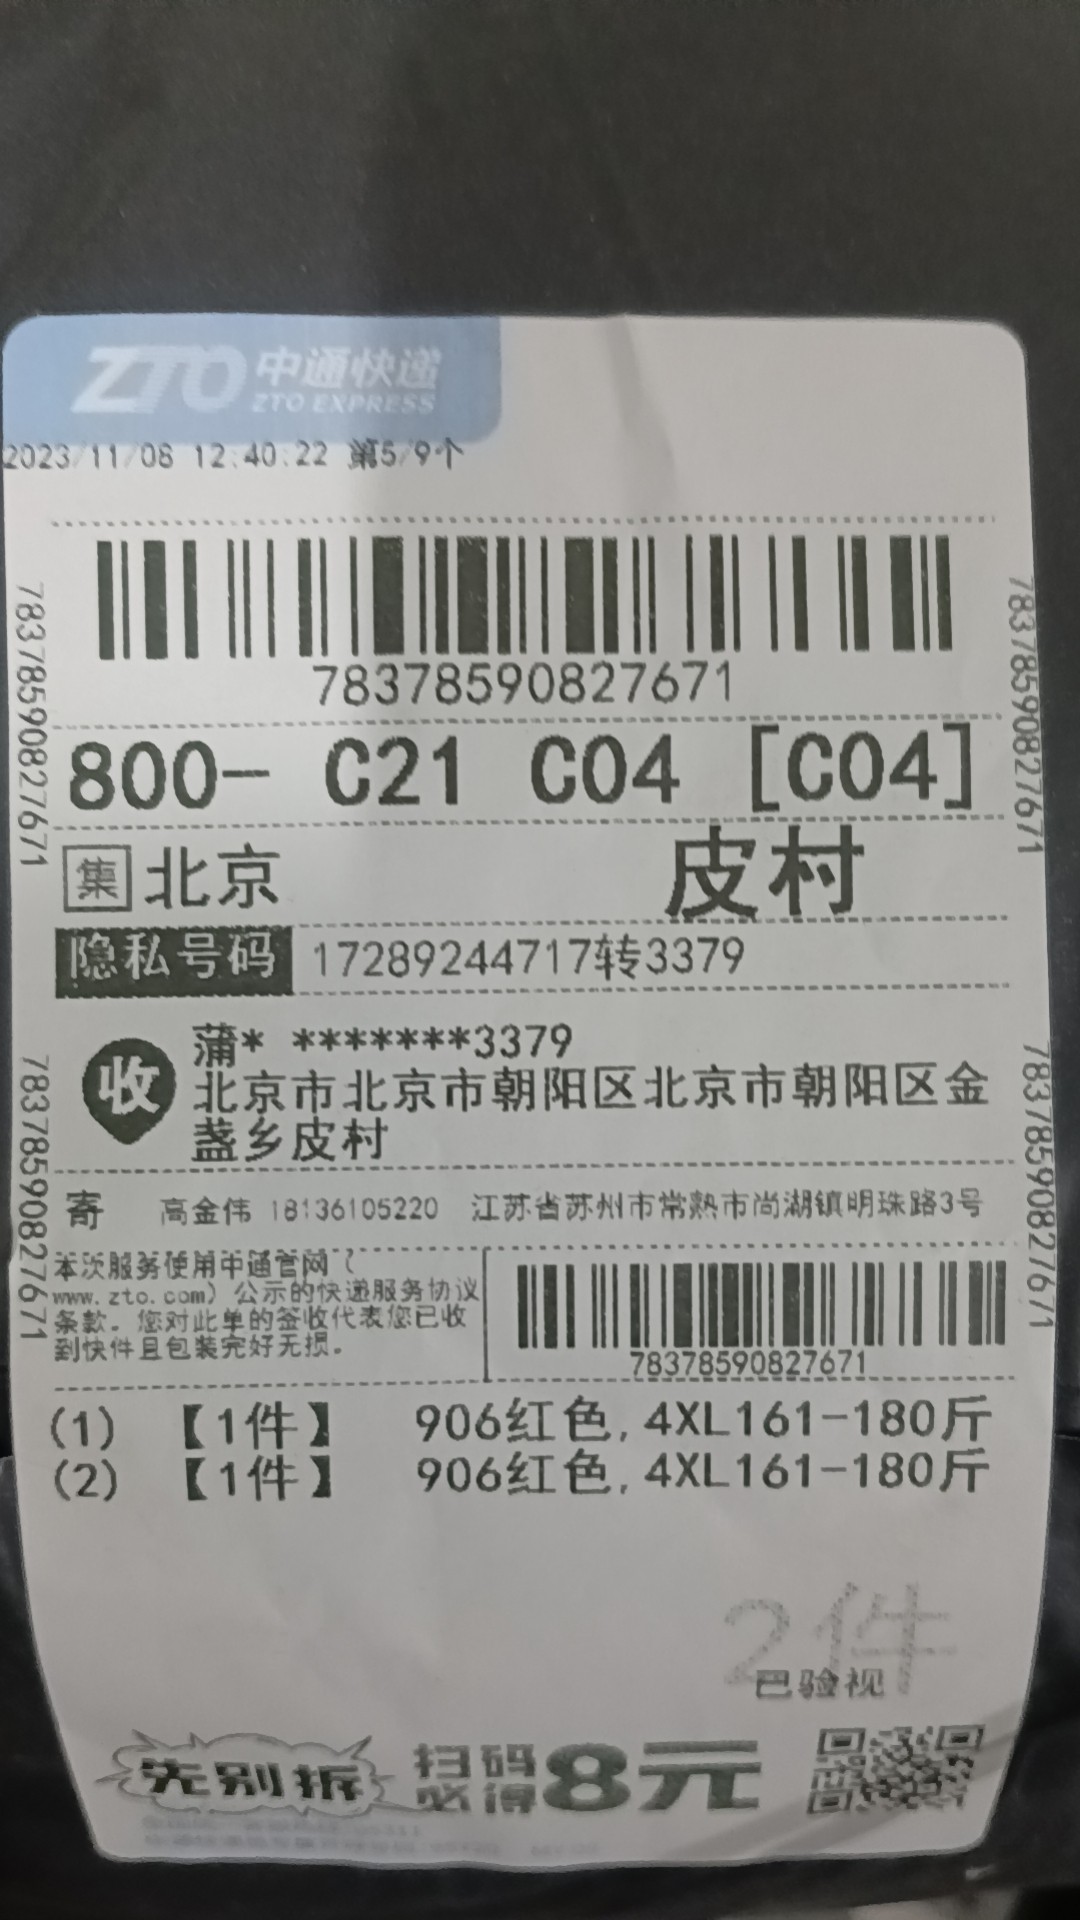 ZTO 中通快递
ZTO EXPRESS
2023/11/08 12:40:22 第5/9个
78378590827671
800- C21 C04 [C04]
集 北京 皮村
隐私号码 17289244717转3379
收 蒲* *******3379
北京市北京市朝阳区北京市朝阳区金
盏乡皮村
寄 高金伟 18136105220 江苏省苏州市常熟市尚湖镇明珠路3号
本次服务使用中通官网(
www.zto.com)公示的快递服务协议
条款。您对此单的签收代表您已收
到快件且包装完好无损。
78378590827671
(1) 【1件】 906红色,4XL161-180斤
(2) 【1件】 906红色,4XL161-180斤
2件
已验视
先别拆 扫码必得8元
78378590827671
78378590827671
78378590827671
78378590827671